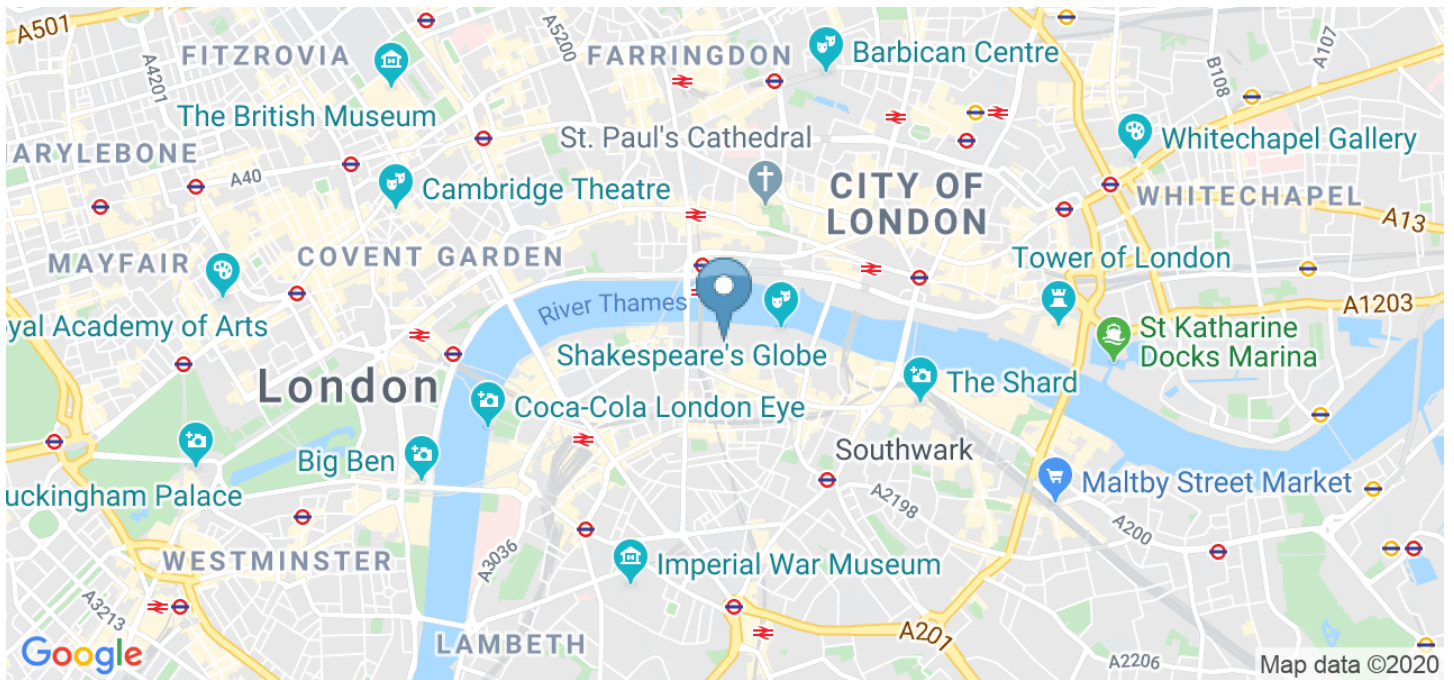 A501
FITZROVIA
A5200
FARRINGDON
Barbican Centre
A107
B108
A4201
The British Museum
St. Paul's Cathedral
Whitechapel Gallery
ARYLEBONE
A40
Cambridge Theatre
CITY OF
LONDON
WHITECHAPEL
A13
MAYFAIR
COVENT GARDEN
Tower of London
River Thames
A1203
yal Academy of Arts
Shakespeare's Globe
St Katharine
Docks Marina
London
The Shard
Coca-Cola London Eye
Big Ben
Southwark
uckingham Palace
Maltby Street Market
A2198
A200
WESTMINSTER
A3036
Imperial War Museum
A3213
LAMBETH
A201
Google
A2206
Map data ©2020